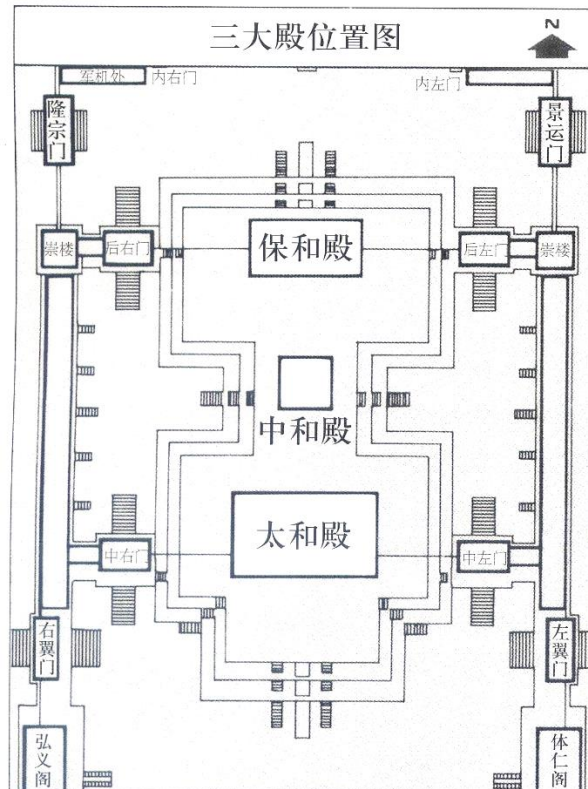 三大殿位置图
N
军机处
内右门
内左门
隆宗门
景运门
崇楼
后右门
保和殿
后左门
崇楼
中和殿
太和殿
中右门
中左门
右翼门
左翼门
弘义阁
体仁阁